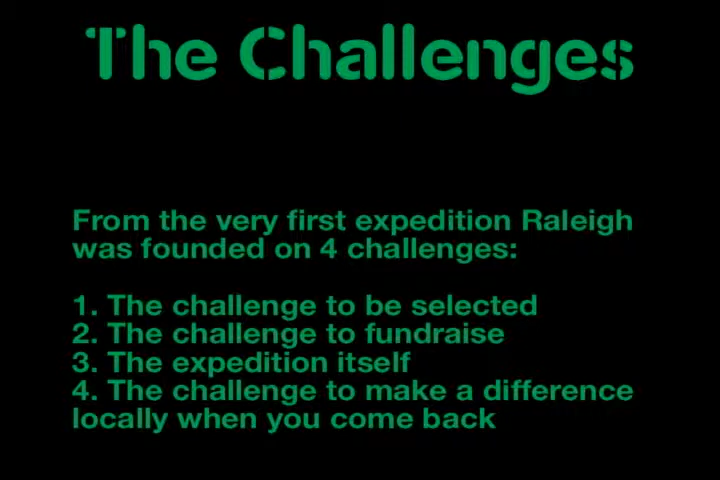 The Challenges
From the very first expedition Raleigh
was founded on 4 challenges:
1. The challenge to be selected
2. The challenge to fundraise
3. The expedition itself
4. The challenge to make a difference
locally when you come back